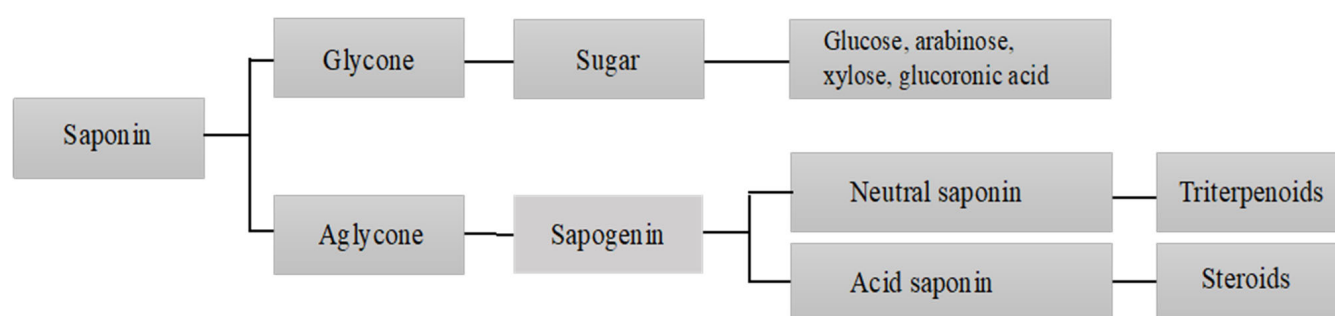 Saponin
Glycone
Sugar
Glucose, arabinose,
xylose, glucoronic acid
Aglycone
Sapogenin
Neutral saponin
Triterpenoids
Acid saponin
Steroids